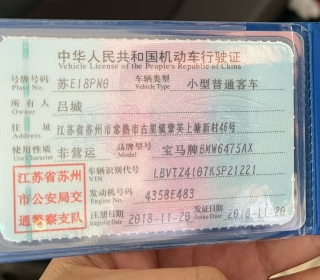 中华人民共和国机动车行驶证
Vehicle License of the People's Republic of China
号牌号码 苏E18PN0 车辆类型 小型普通客车
Plate No. Vehicle Type
所有人 吕城
Owner
住址 江苏省苏州市常熟市古里镇紫芙上塘新村46号
Address
使用性质 非营运 品牌型号 宝马牌BMW6475AX
Use Character Model
江苏省苏州
市公安局交
通警察支队
车辆识别代号 LBVTZ4107KSP21221
VIN
发动机号码 4358E483
Engine No.
注册日期 2018-11-20 发证日期 2018-11-20
Register Date Issue Date